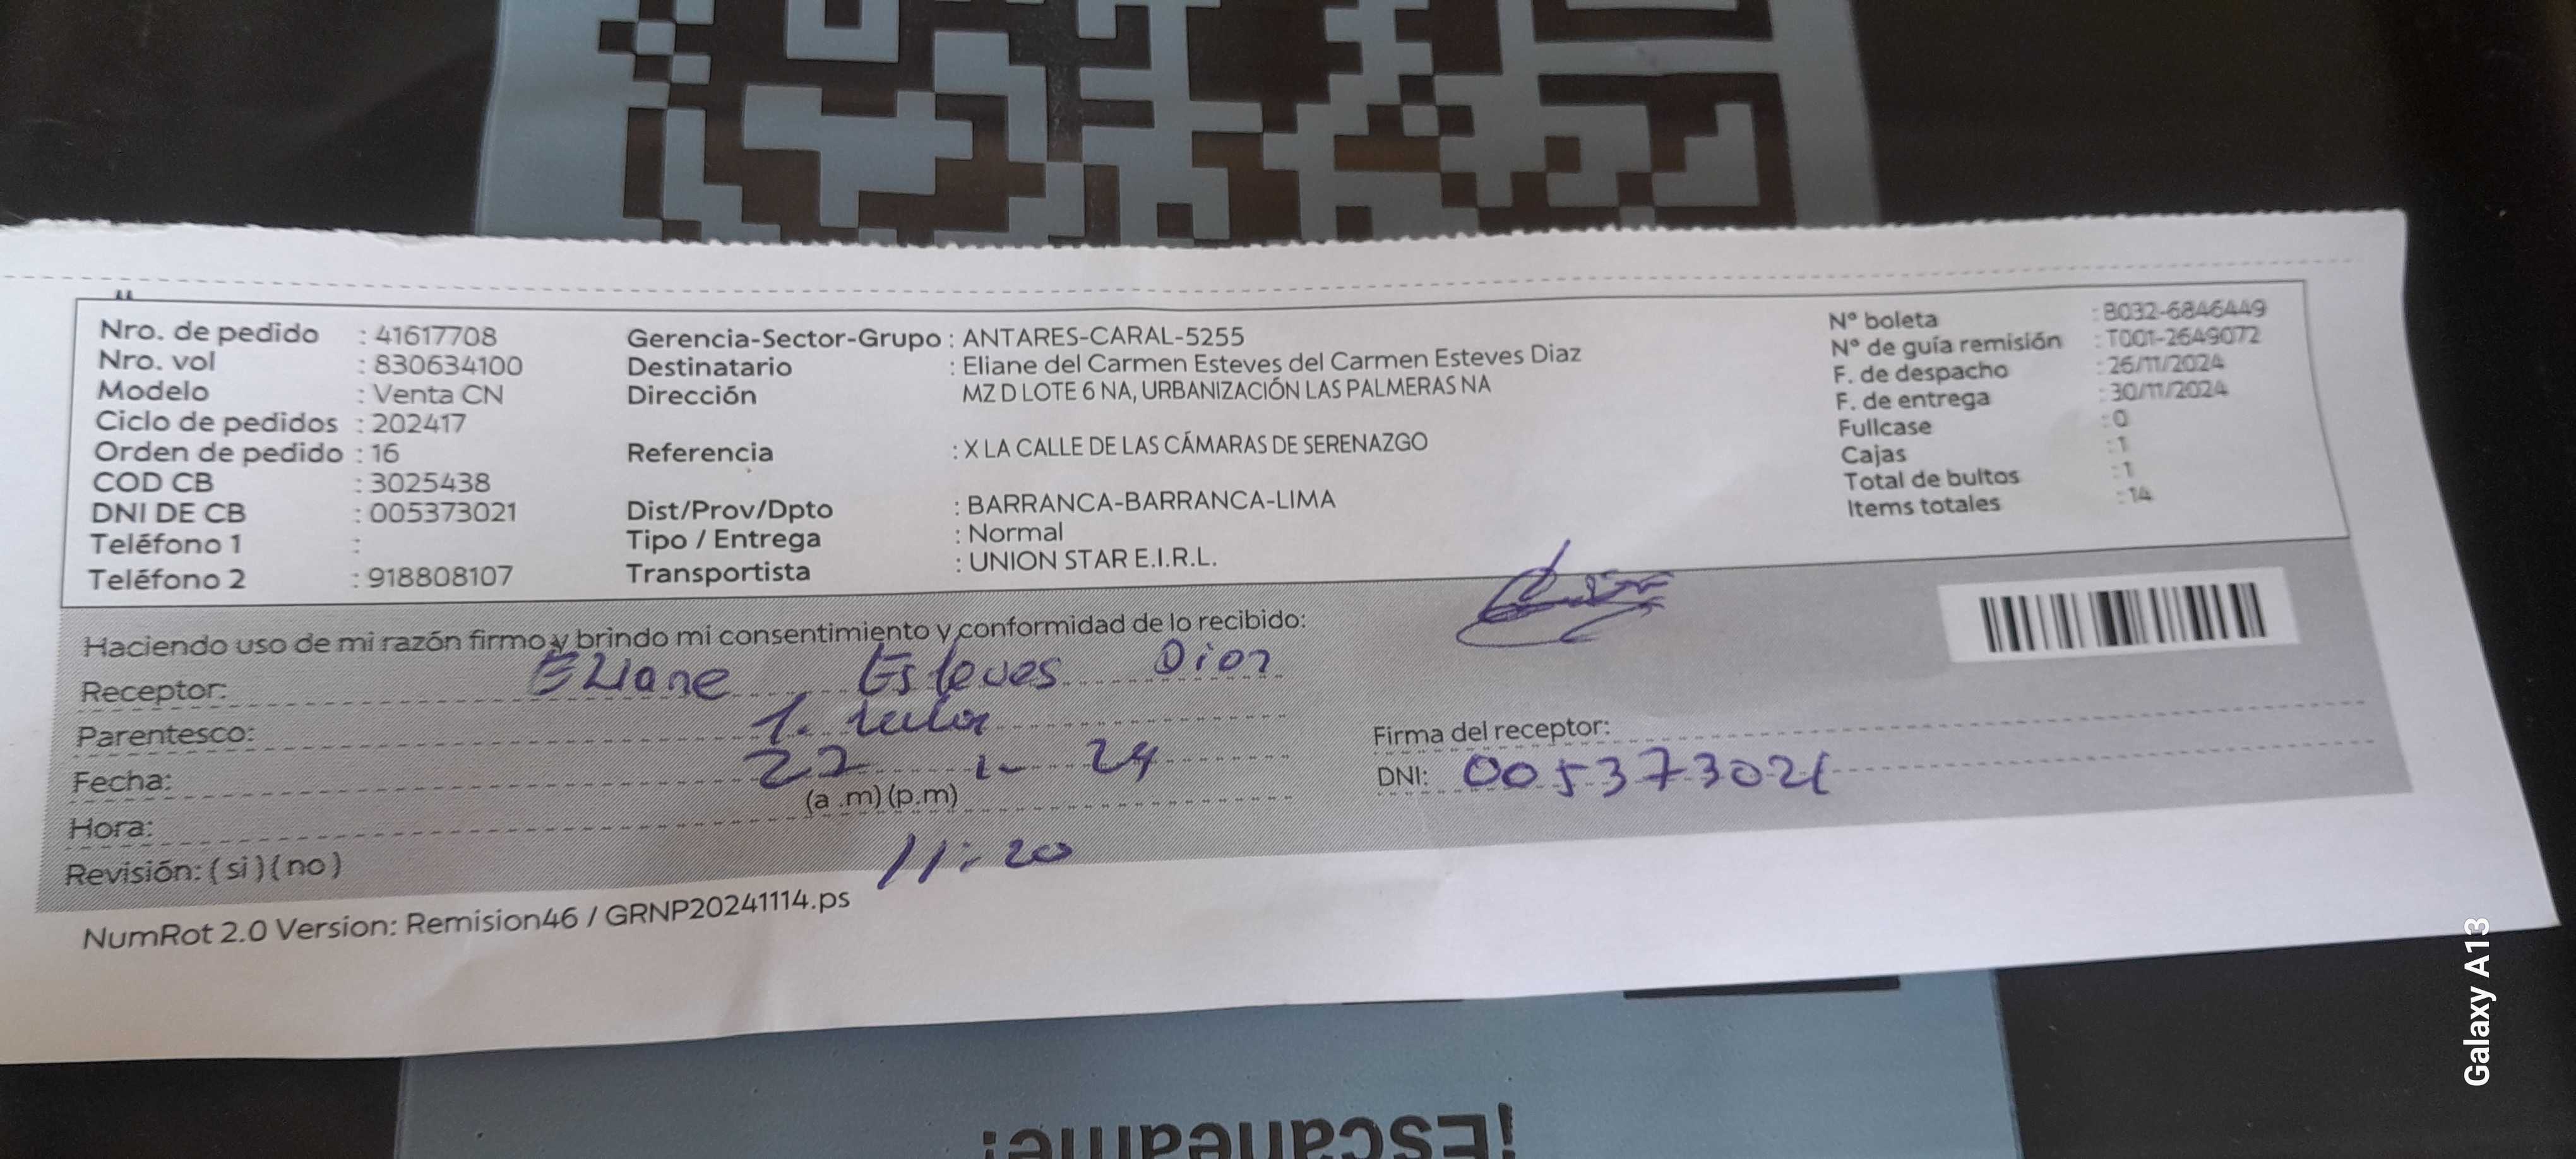 Nro. de pedido : 41617708
Nro. vol : 830634100
Modelo : Venta CN
Ciclo de pedidos : 202417
Orden de pedido : 16
COD CB : 3025438
DNI DE CB : 005373021
Teléfono 1 :
Teléfono 2 : 918808107
Gerencia-Sector-Grupo : ANTARES-CARAL-5255
Destinatario : Eliane del Carmen Esteves del Carmen Esteves Diaz
Dirección MZ D LOTE 6 NA, URBANIZACIÓN LAS PALMERAS NA
Referencia : X LA CALLE DE LAS CÁMARAS DE SERENAZGO
Dist/Prov/Dpto : BARRANCA-BARRANCA-LIMA
Tipo / Entrega : Normal
Transportista : UNION STAR E.I.R.L.
N° boleta : B032-6846449
N° de guía remisión : T001-2649072
F. de despacho : 26/11/2024
F. de entrega : 30/11/2024
Fullcase : 0
Cajas : 1
Total de bultos : 1
Items totales : 14
Haciendo uso de mi razón firmo y brindo mi consentimiento y conformidad de lo recibido:
Receptor: Eliane Esteves
Parentesco:
Fecha: 24
Hora: (a .m) (p.m)
11:20
Revisión: ( si ) ( no )
Firma del receptor:
DNI: 005373021
NumRot 2.0 Version: Remision46 / GRNP20241114.ps
¡Escanéame!
Galaxy A13